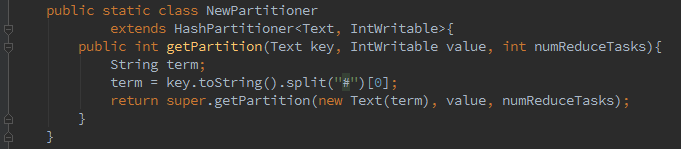 public static class NewPartitioner
        extends HashPartitioner<Text, IntWritable>{
    public int getPartition(Text key, IntWritable value, int numReduceTasks){
        String term;
        term = key.toString().split("#")[0];
        return super.getPartition(new Text(term), value, numReduceTasks);
    }
}